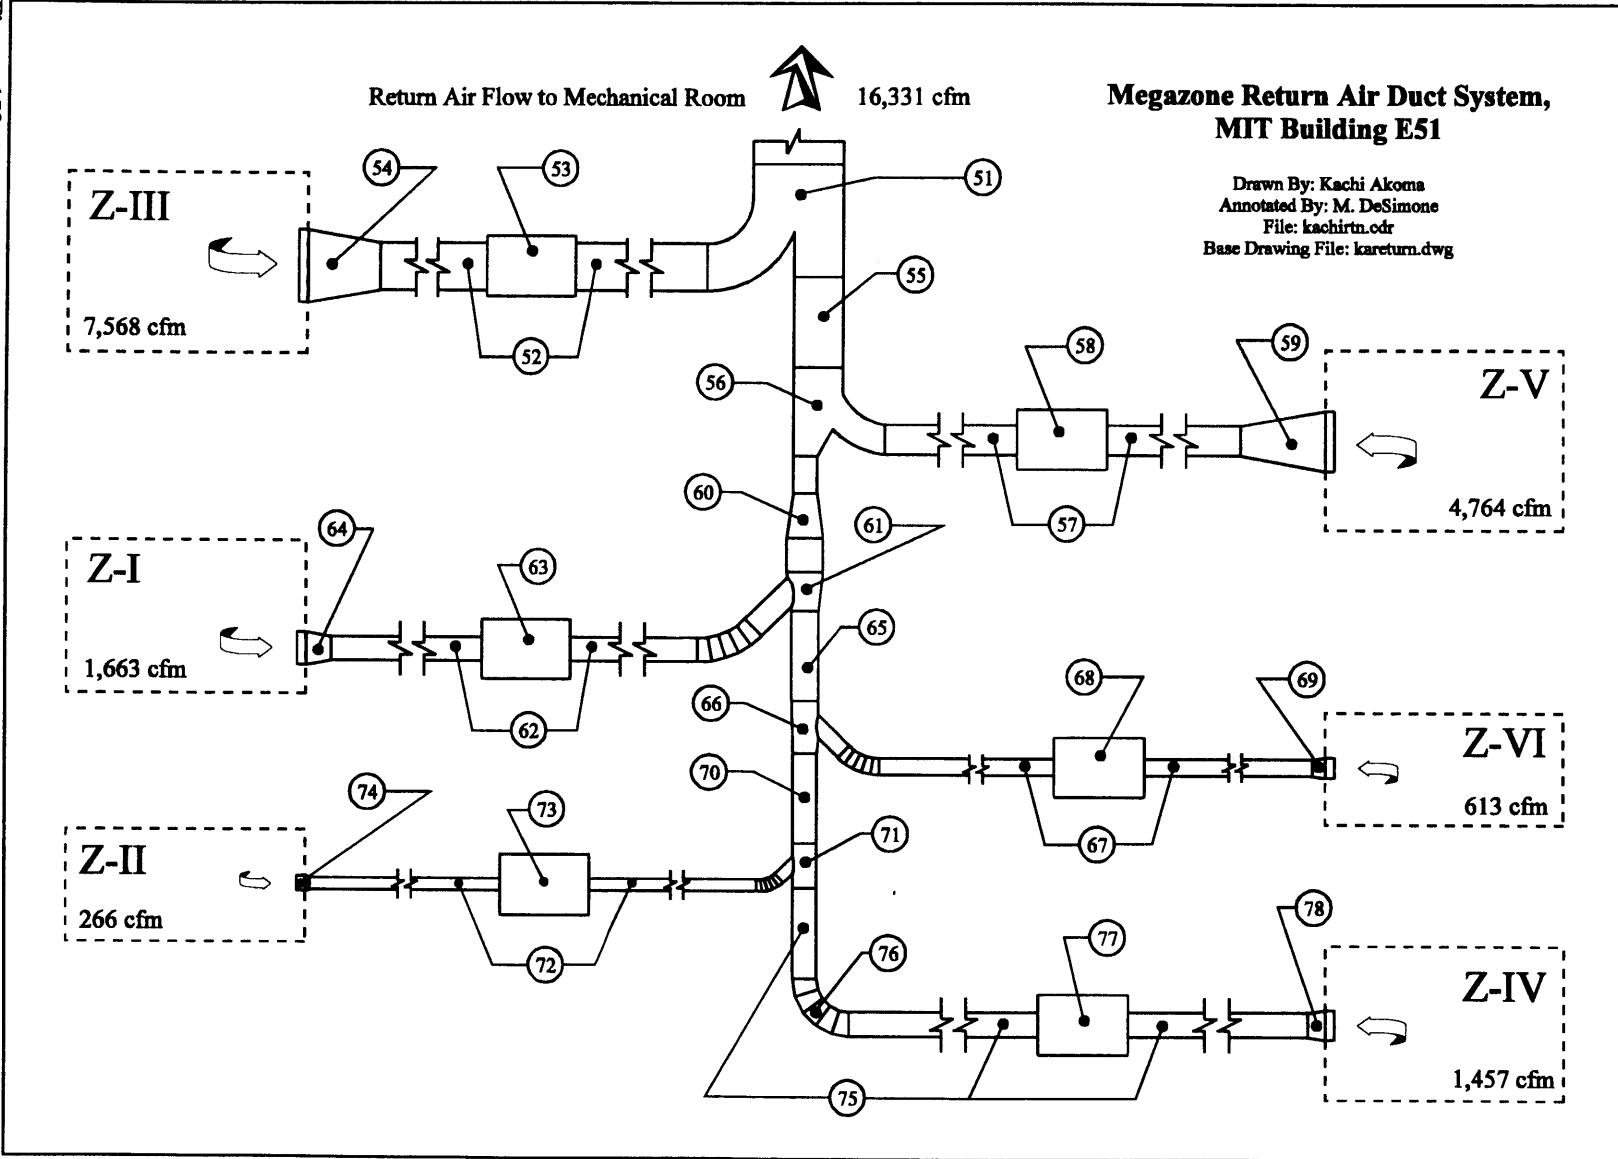 Return Air Flow to Mechanical Room
16,331 cfm
Megazone Return Air Duct System,
MIT Building E51
Drawn By: Kachi Akoma
Annotated By: M. DeSimone
File: kachirtn.cdr
Base Drawing File: kareturn.dwg
54
53
51
Z-III
7,568 cfm
52
55
56
58
59
Z-V
4,764 cfm
57
60
61
64
63
Z-I
1,663 cfm
62
65
66
68
69
Z-VI
613 cfm
67
70
74
73
71
Z-II
266 cfm
72
76
77
78
Z-IV
1,457 cfm
75